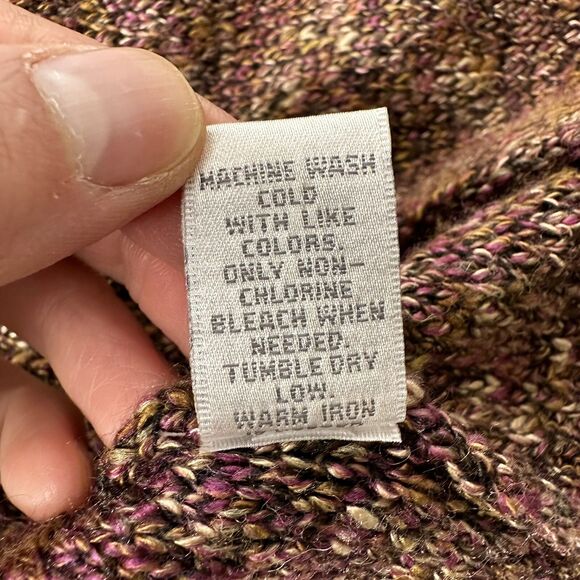 MACHINE WASH
COLD
WITH LIKE
COLORS.
ONLY NON-
CHLORINE
BLEACH WHEN
NEEDED.
TUMBLE DRY
LOW.
WARM IRON